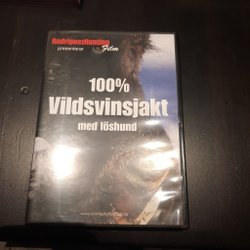 RodriguezHunting
Film
presenterar
100%
Vildsvinsjakt
med löshund